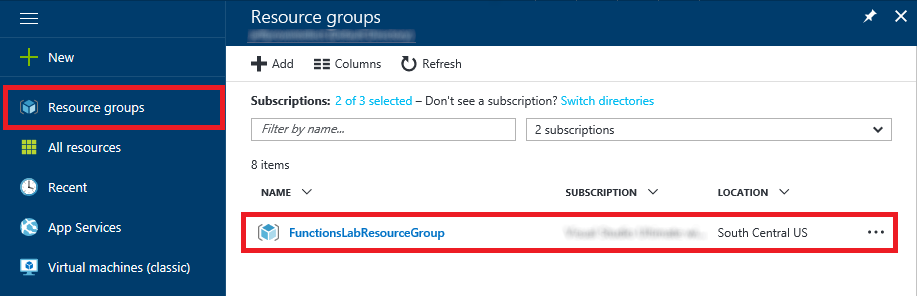 Resource groups
New
Add
Columns
Refresh
Resource groups
Subscriptions: 2 of 3 selected – Don't see a subscription? Switch directories
Filter by name...
2 subscriptions
All resources
8 items
Recent
NAME
SUBSCRIPTION
LOCATION
App Services
FunctionsLabResourceGroup
South Central US
Virtual machines (classic)